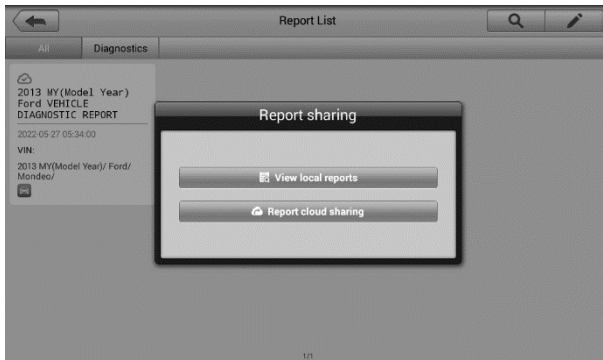 Report List
All
Diagnostics
2013 MY(Model Year)
Ford VEHICLE
DIAGNOSTIC REPORT
2022-05-27 05:34:00
VIN:
2013 MY(Model Year)/ Ford/
Mondeo/
Report sharing
View local reports
Report cloud sharing
1/1